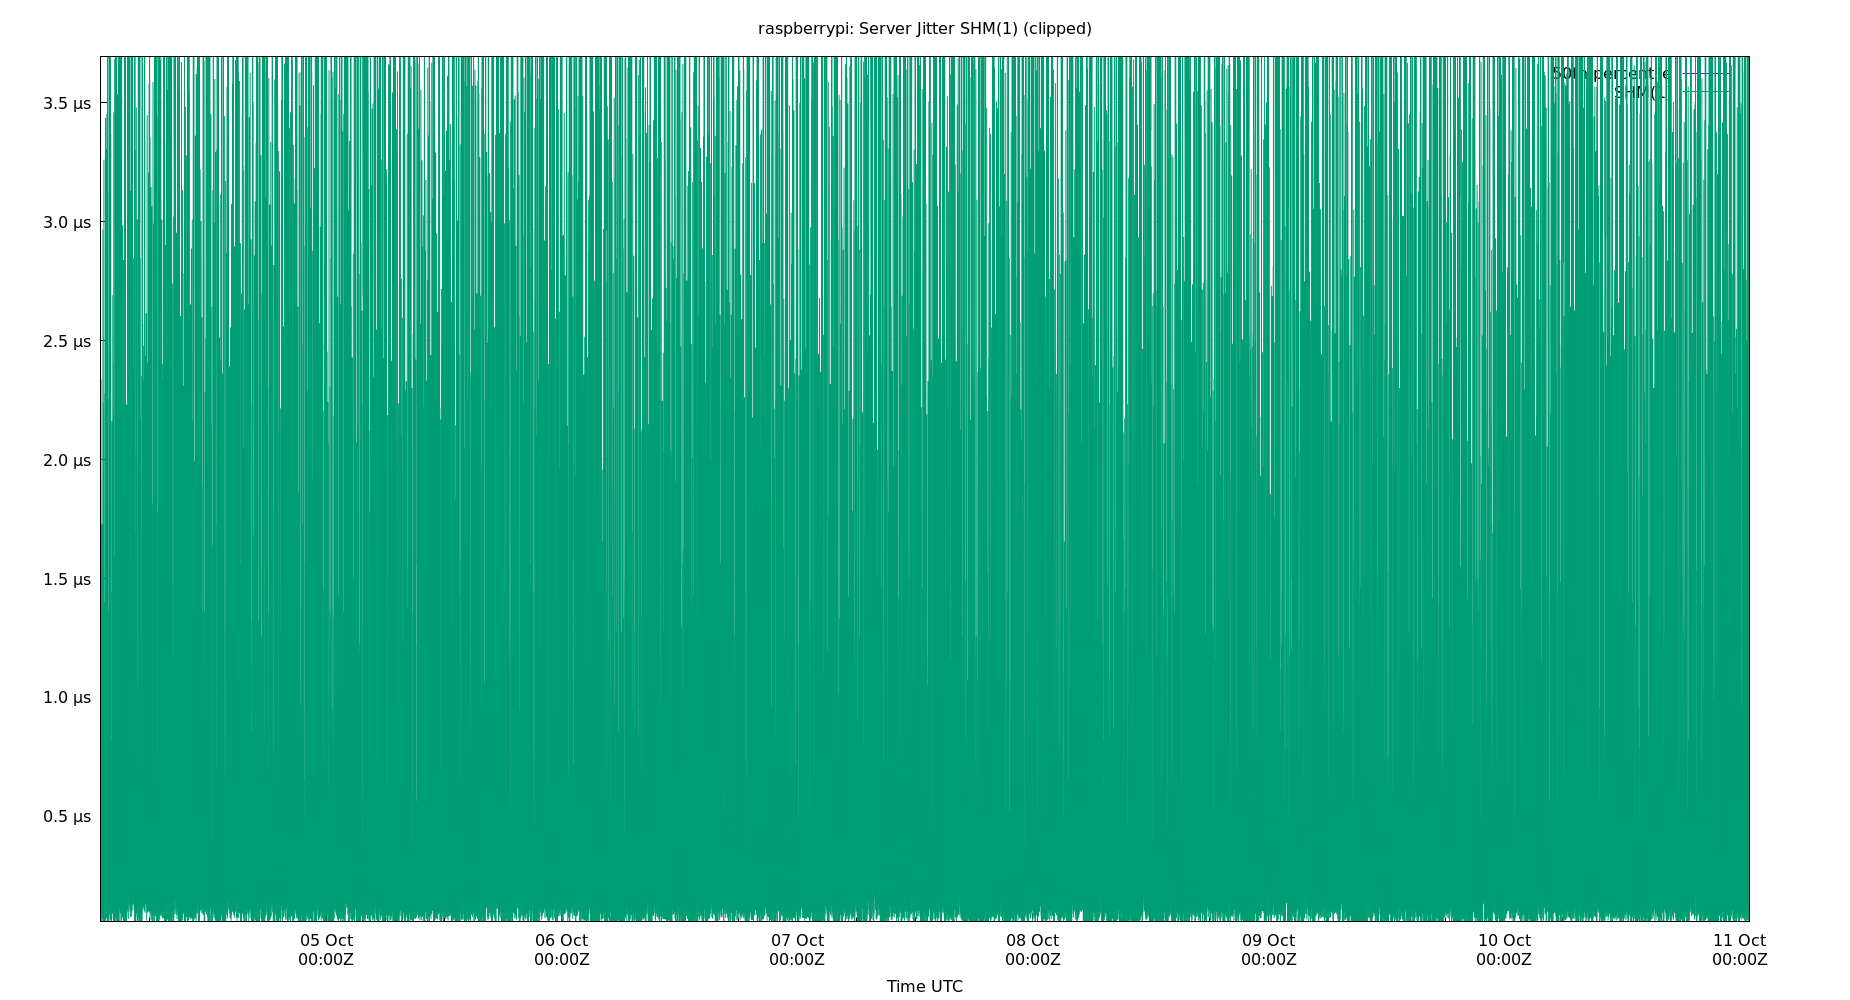 raspberrypi: Server Jitter SHM(1) (clipped)
50th percentile
3.5 μs
3.0 μs
2.5 μs
2.0 μs
1.5 μs
1.0 μs
0.5 μs
05 Oct 06 Oct 07 Oct 08 Oct 09 Oct 10 Oct 11 Oct
00:00Z 00:00Z 00:00Z 00:00Z 00:00Z 00:00Z 00:00Z
Time UTC